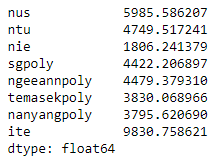 nus 5985.586207
ntu 4749.517241
nie 1806.241379
sgpoly 4422.206897
ngeeannpoly 4479.379310
temasekpoly 3830.068966
nanyangpoly 3795.620690
ite 9830.758621
dtype: float64